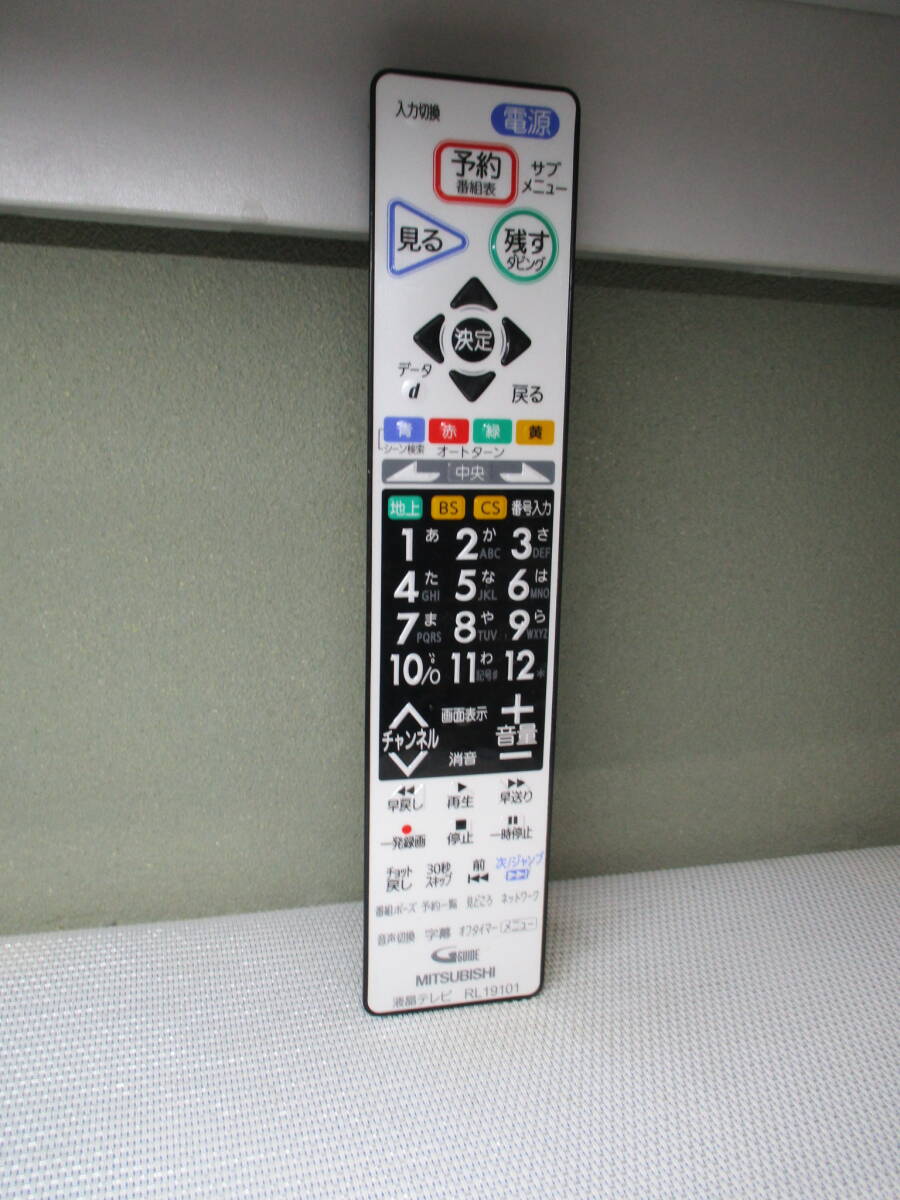 入力切換 電源
予約
番組表
サブ
メニュー
見る
残す
ダビング
決定
データ
d
戻る
青 赤 緑 黄
シーン検索 オートターン
中央
地上 BS CS 番号入力
1 あ 2 か ABC 3 さ DEF
4 た GHI 5 な JKL 6 は MNO
7 ま PQRS 8 や TUV 9 ら WXYZ
10/0 11 わ 記号# 12 *
画面表示
チャンネル
+
音量
−
消音
早戻し 再生 早送り
一発録画 停止 一時停止
チョット
戻し
30秒
スキップ
前
次/ジャンプ
番組ポーズ 予約一覧 見どころ ネットワーク
音声切換 字幕 オフタイマー メニュー
G GUIDE
MITSUBISHI
液晶テレビ RL19101